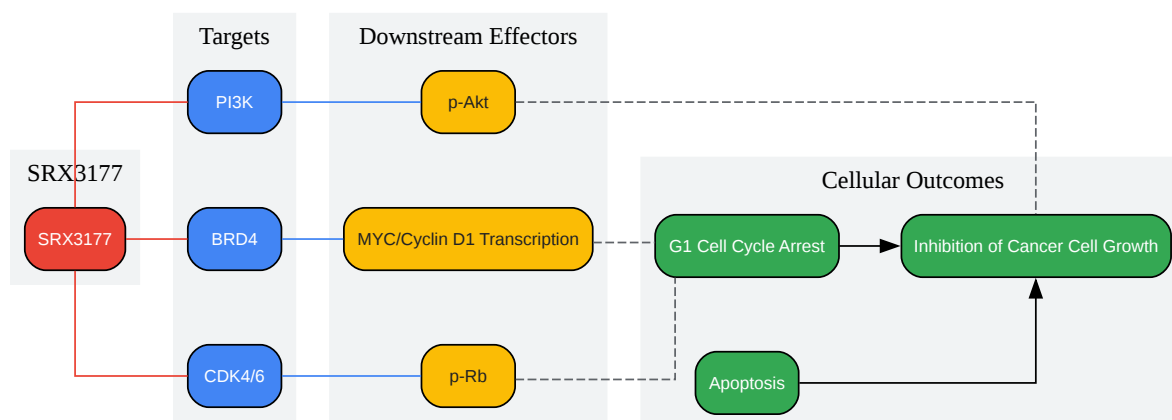 Targets
Downstream Effectors
PI3K
p-Akt
SRX3177
Cellular Outcomes
SRX3177
BRD4
MYC/Cyclin D1 Transcription
G1 Cell Cycle Arrest
Inhibition of Cancer Cell Growth
CDK4/6
p-Rb
Apoptosis